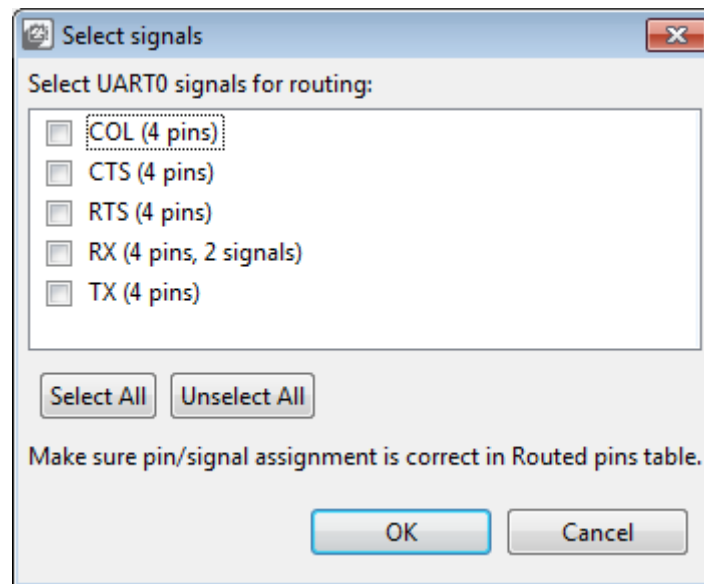 Select signals
Select UART0 signals for routing:
COL (4 pins)
CTS (4 pins)
RTS (4 pins)
RX (4 pins, 2 signals)
TX (4 pins)
Select All Unselect All
Make sure pin/signal assignment is correct in Routed pins table.
OK Cancel